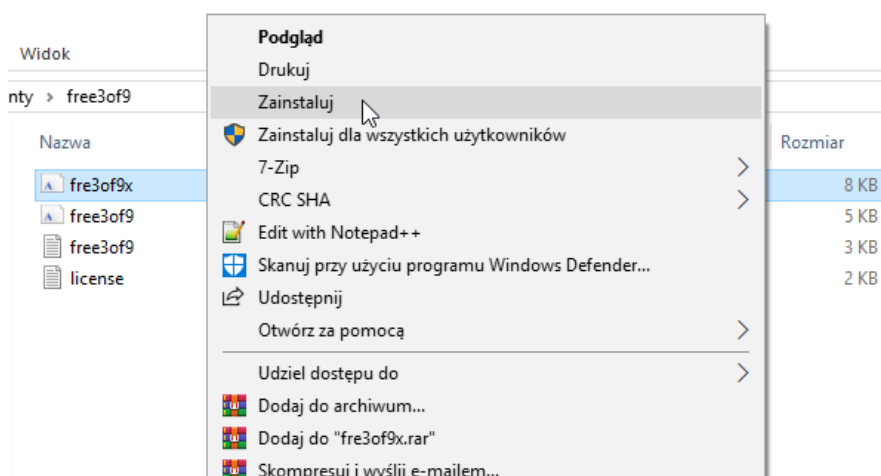 Widok
nty > free3of9
Nazwa
Rozmiar
fre3of9x
8 KB
free3of9
5 KB
free3of9
3 KB
license
2 KB
Podgląd
Drukuj
Zainstaluj
Zainstaluj dla wszystkich użytkowników
7-Zip
CRC SHA
Edit with Notepad++
Skanuj przy użyciu programu Windows Defender...
Udostępnij
Otwórz za pomocą
Udziel dostępu do
Dodaj do archiwum...
Dodaj do "fre3of9x.rar"
Skompresuj i wyślij e-mailem...